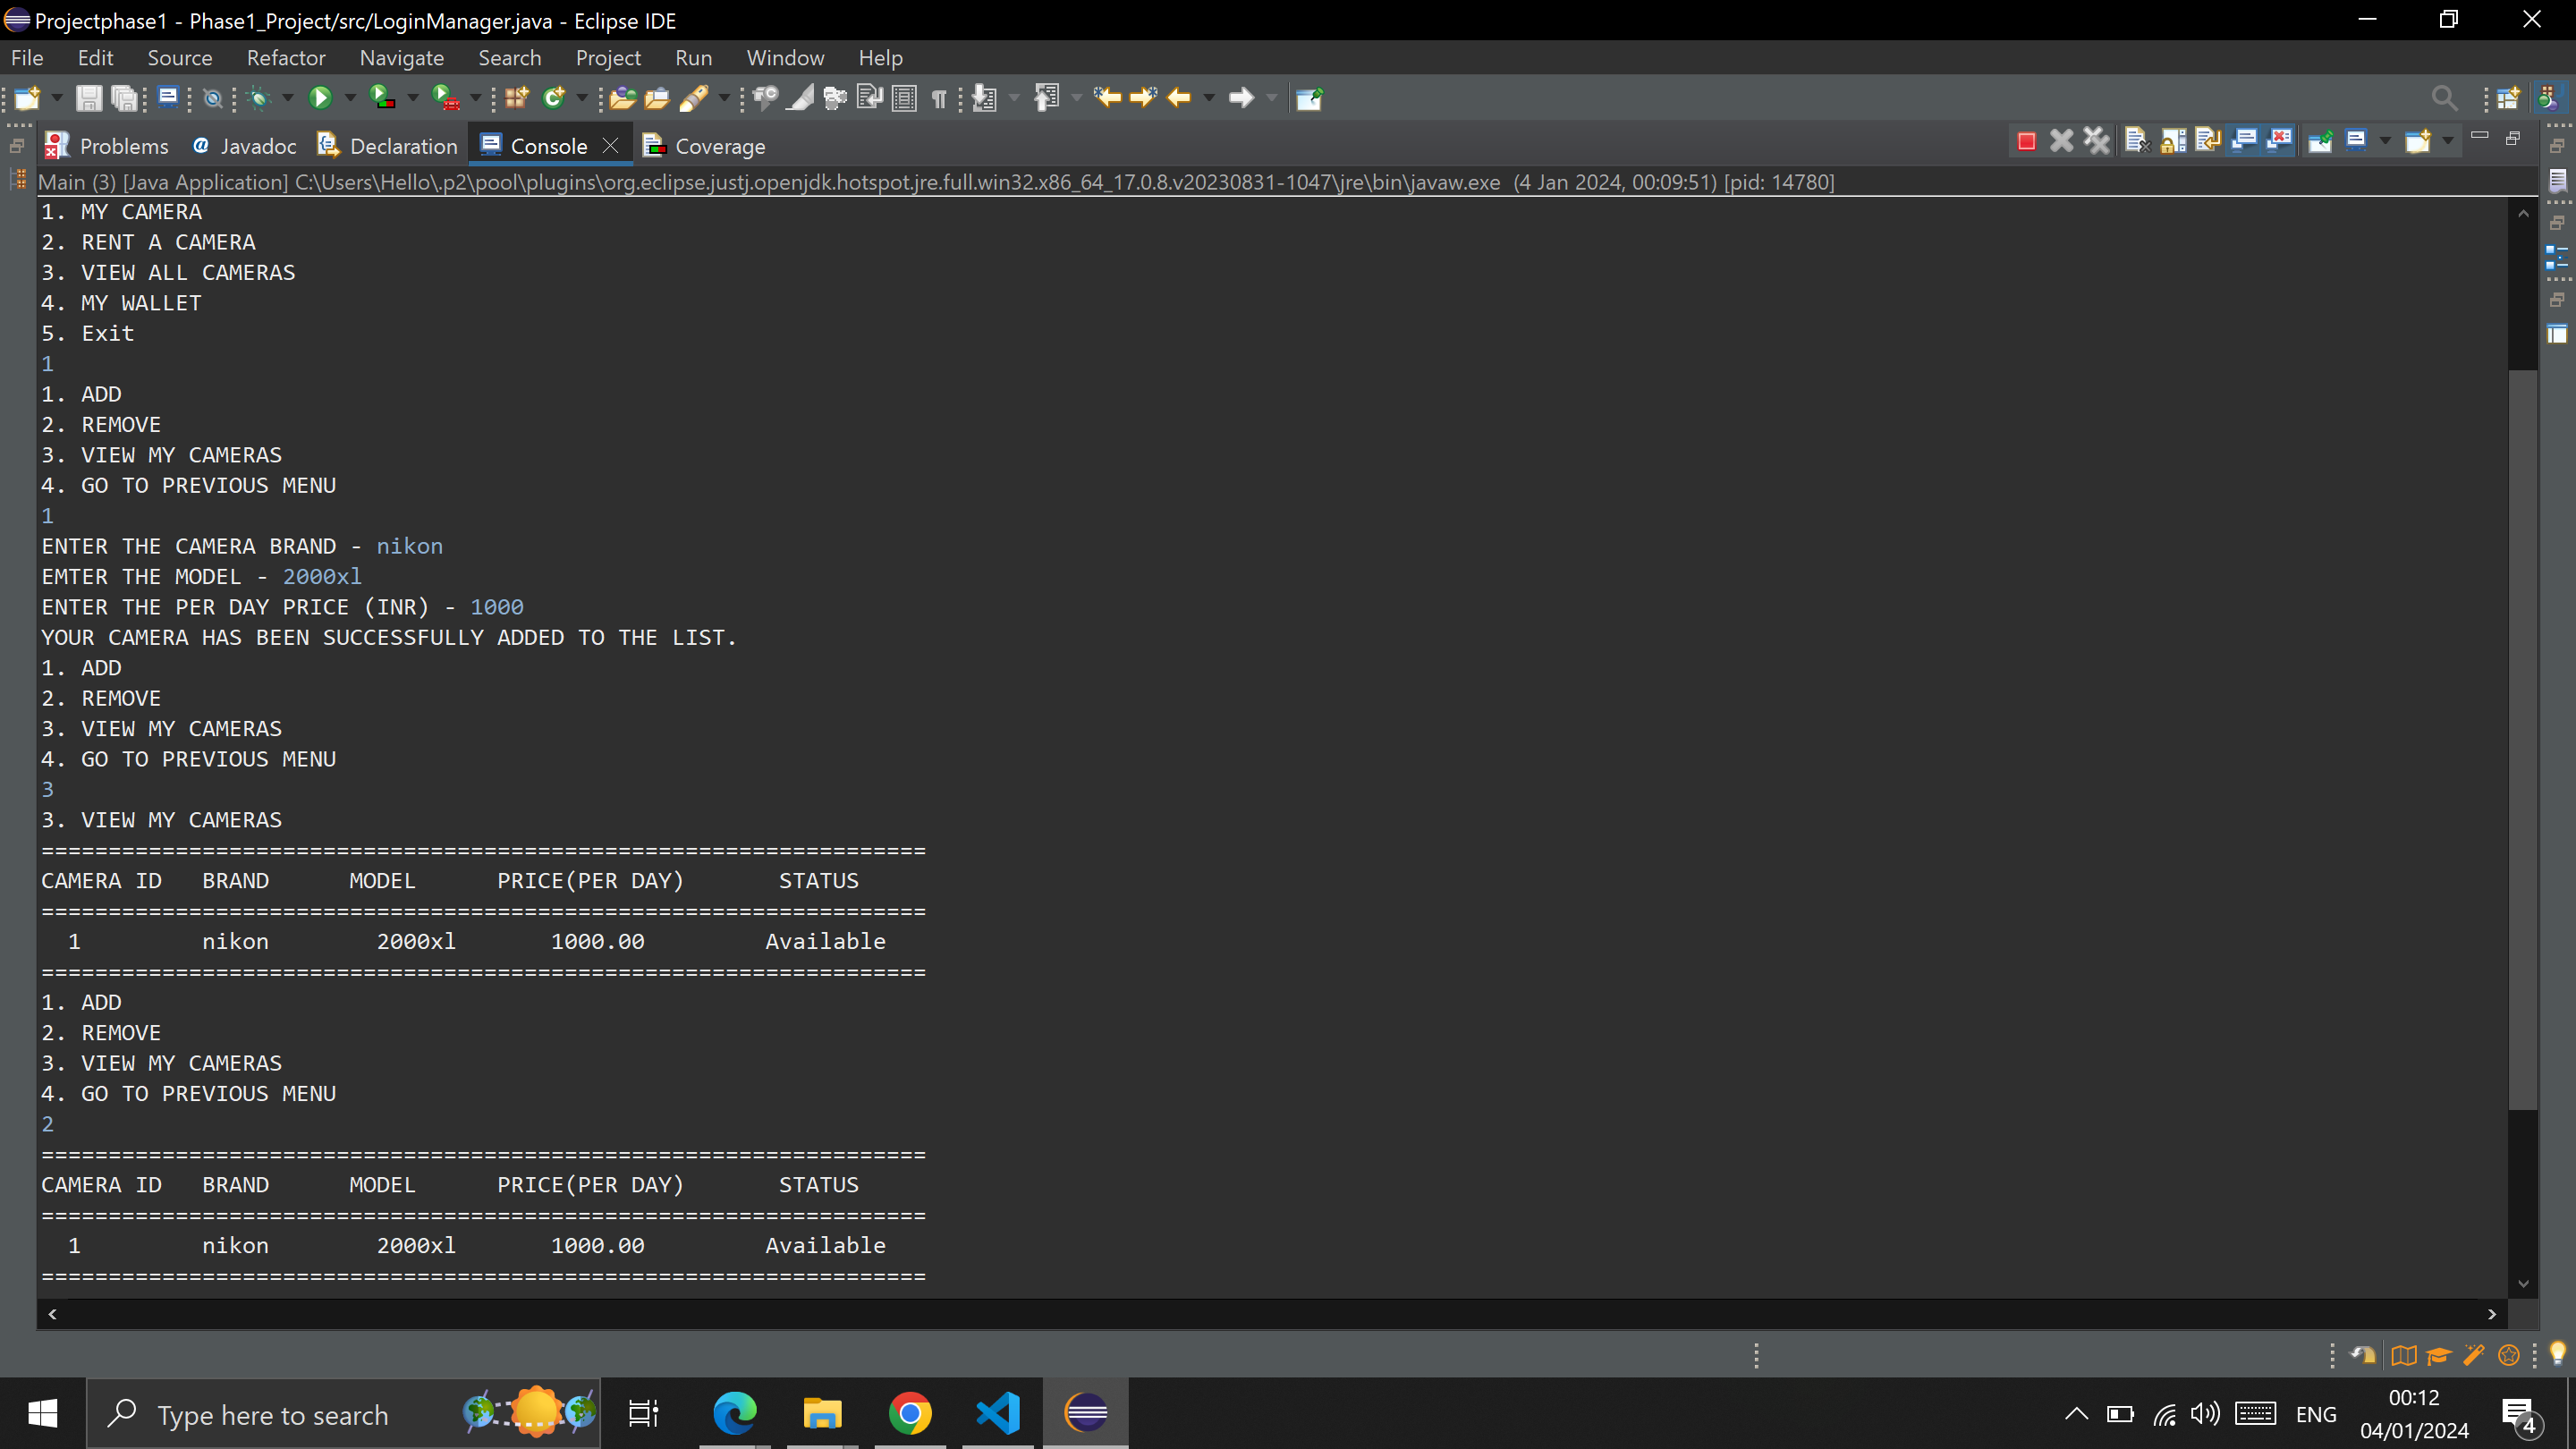 Projectphase1 - Phase1_Project/src/LoginManager.java - Eclipse IDE
File Edit Source Refactor Navigate Search Project Run Window Help
Problems Javadoc Declaration Console Coverage
Main (3) [Java Application] C:\Users\Hello\.p2\pool\plugins\org.eclipse.justj.openjdk.hotspot.jre.full.win32.x86_64_17.0.8.v20230831-1047\jre\bin\javaw.exe (4 Jan 2024, 00:09:51) [pid: 14780]
1. MY CAMERA
2. RENT A CAMERA
3. VIEW ALL CAMERAS
4. MY WALLET
5. Exit
1
1. ADD
2. REMOVE
3. VIEW MY CAMERAS
4. GO TO PREVIOUS MENU
1
ENTER THE CAMERA BRAND - nikon
EMTER THE MODEL - 2000xl
ENTER THE PER DAY PRICE (INR) - 1000
YOUR CAMERA HAS BEEN SUCCESSFULLY ADDED TO THE LIST.
1. ADD
2. REMOVE
3. VIEW MY CAMERAS
4. GO TO PREVIOUS MENU
3
3. VIEW MY CAMERAS
==================================================================
CAMERA ID   BRAND      MODEL      PRICE(PER DAY)       STATUS
==================================================================
  1         nikon        2000xl       1000.00         Available
==================================================================
1. ADD
2. REMOVE
3. VIEW MY CAMERAS
4. GO TO PREVIOUS MENU
2
==================================================================
CAMERA ID   BRAND      MODEL      PRICE(PER DAY)       STATUS
==================================================================
  1         nikon        2000xl       1000.00         Available
==================================================================
Type here to search
ENG
00:12
04/01/2024
4